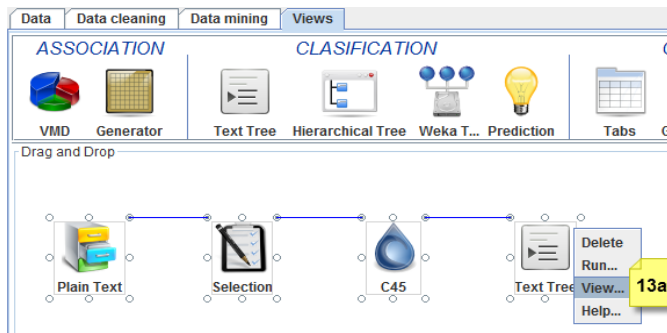 Data Data cleaning Data mining Views
ASSOCIATION CLASIFICATION
VMD Generator Text Tree Hierarchical Tree Weka T... Prediction Tabs
Drag and Drop
Delete
Run...
Plain Text Selection C45 Text Tree View... 13a
Help...